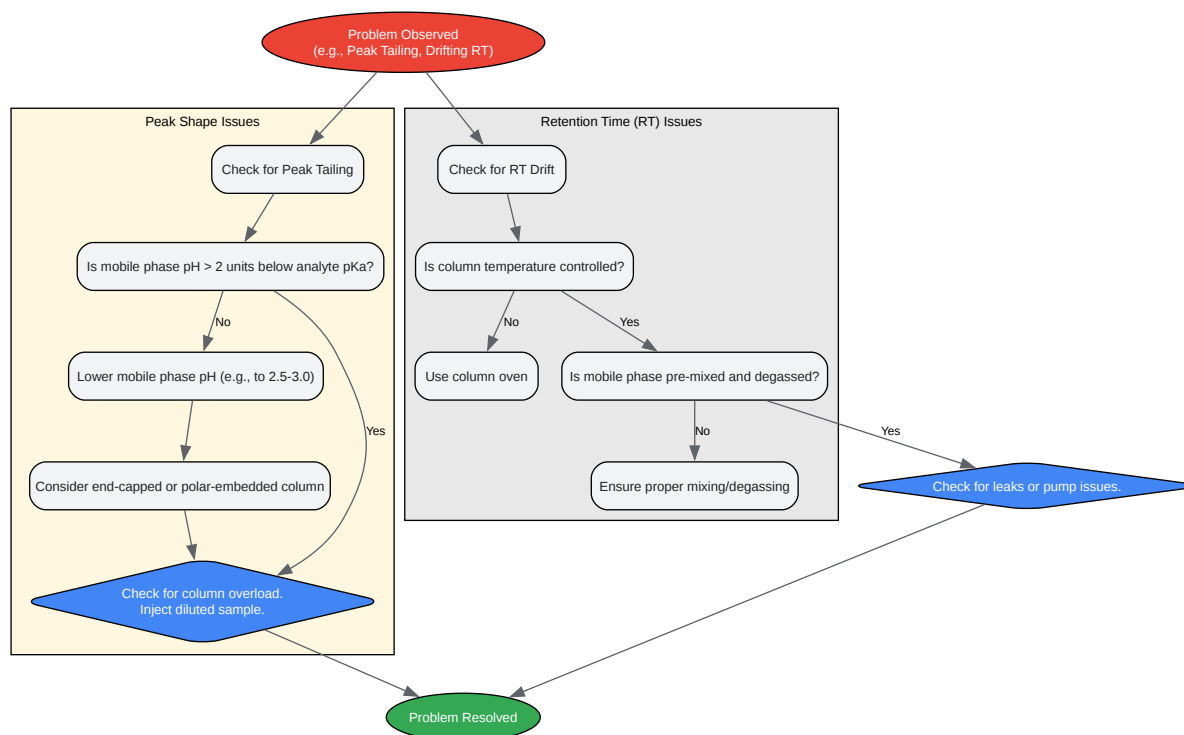 Problem Observed
(e.g., Peak Tailing, Drifting RT)
Peak Shape Issues
Check for Peak Tailing
Is mobile phase pH > 2 units below analyte pKa?
No
Lower mobile phase pH (e.g., to 2.5-3.0)
Yes
Consider end-capped or polar-embedded column
Check for column overload.
Inject diluted sample.
Retention Time (RT) Issues
Check for RT Drift
Is column temperature controlled?
No
Yes
Use column oven
Is mobile phase pre-mixed and degassed?
No
Yes
Ensure proper mixing/degassing
Check for leaks or pump issues.
Problem Resolved